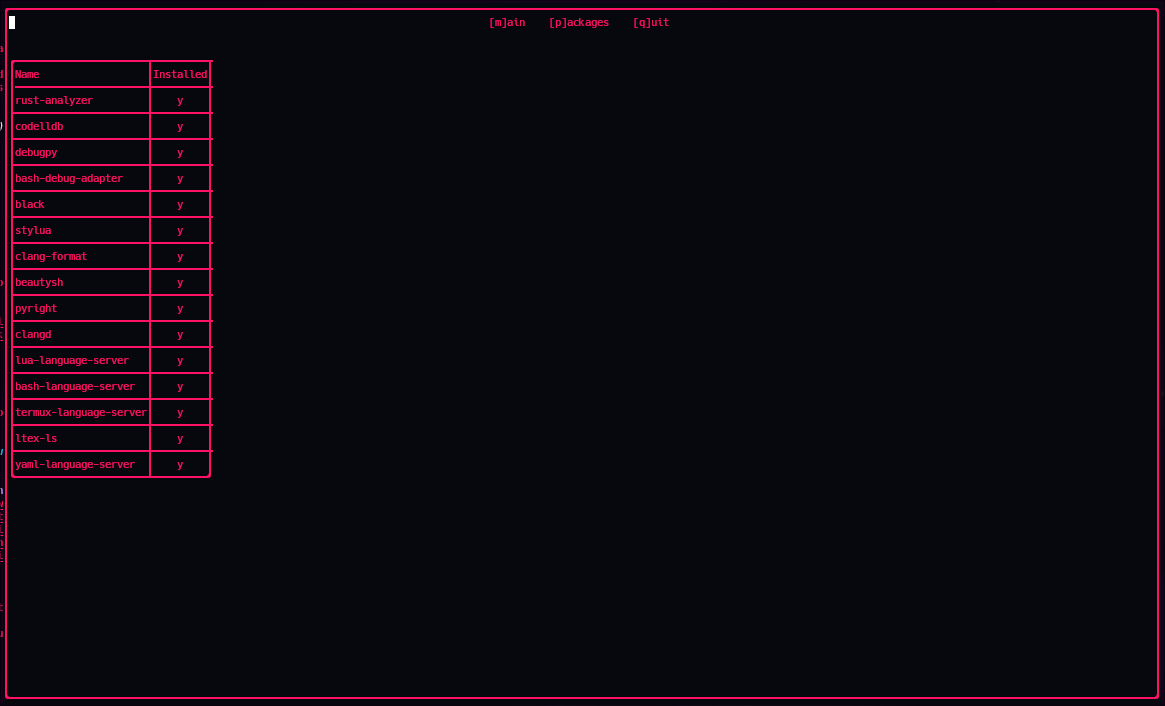 [m]ain [p]ackages [q]uit
Name Installed
rust-analyzer y
codelldb y
debugpy y
bash-debug-adapter y
black y
stylua y
clang-format y
beautysh y
pyright y
clangd y
lua-language-server y
bash-language-server y
termux-language-server y
ltex-ls y
yaml-language-server y